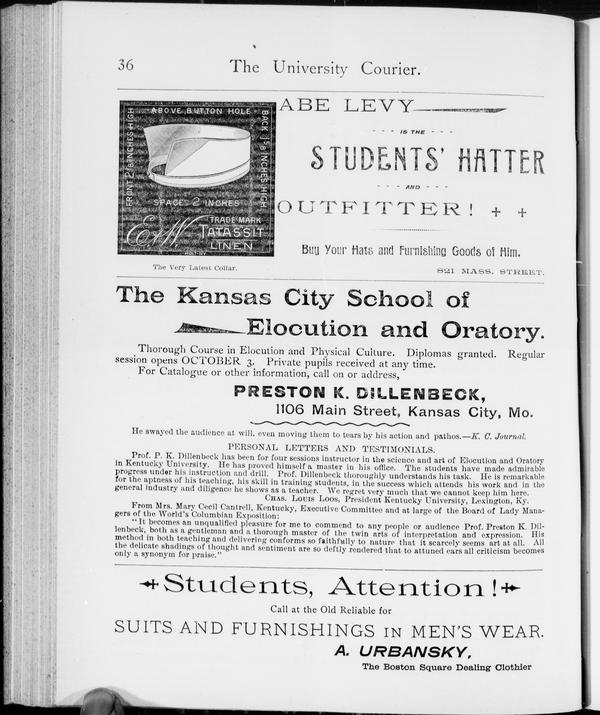 36
The University Courier.
FRONT 2⅛ INCHES HIGH
ABOVE BUTTON HOLE
BACK 1⅝ INCHES HIGH
SPACE 2 INCHES
E & W
TRADE MARK
TATASSIT
LINEN
The Very Latest Collar.
ABE LEVY
- - - IS THE - - -
STUDENTS' HATTER
- - - AND - - -
OUTFITTER! + +
Buy Your Hats and Furnishing Goods of Him.
821 MASS. STREET.
The Kansas City School of
Elocution and Oratory.
Thorough Course in Elocution and Physical Culture. Diplomas granted. Regular
session opens OCTOBER 3. Private pupils received at any time.
For Catalogue or other information, call on or address,
PRESTON K. DILLENBECK,
1106 Main Street, Kansas City, Mo.
He swayed the audience at will, even moving them to tears by his action and pathos.—K. C. Journal.
PERSONAL LETTERS AND TESTIMONIALS.
Prof. P. K. Dillenbeck has been for four sessions instructor in the science and art of Elocution and Oratory
in Kentucky University. He has proved himself a master in his office. The students have made admirable
progress under his instruction and drill. Prof. Dillenbeck thoroughly understands his task. He is remarkable
for the aptness of his teaching, his skill in training students, in the success which attends his work and in the
general industry and diligence he shows as a teacher. We regret very much that we cannot keep him here.
CHAS. LOUIS LOOS, President Kentucky University, Lexington, Ky.
From Mrs. Mary Cecil Cantrell, Kentucky, Executive Committee and at large of the Board of Lady Mana-
gers of the World's Columbian Exposition:
"It becomes an unqualified pleasure for me to commend to any people or audience Prof. Preston K. Dil-
lenbeck, both as a gentleman and a thorough master of the twin arts of interpretation and expression. His
method in both teaching and delivering conforms so faithfully to nature that it scarcely seems art at all. All
the delicate shadings of thought and sentiment are so deftly rendered that to attuned ears all criticism becomes
only a synonym for praise."
Students, Attention!
Call at the Old Reliable for
SUITS AND FURNISHINGS IN MEN'S WEAR.
A. URBANSKY,
The Boston Square Dealing Clothier